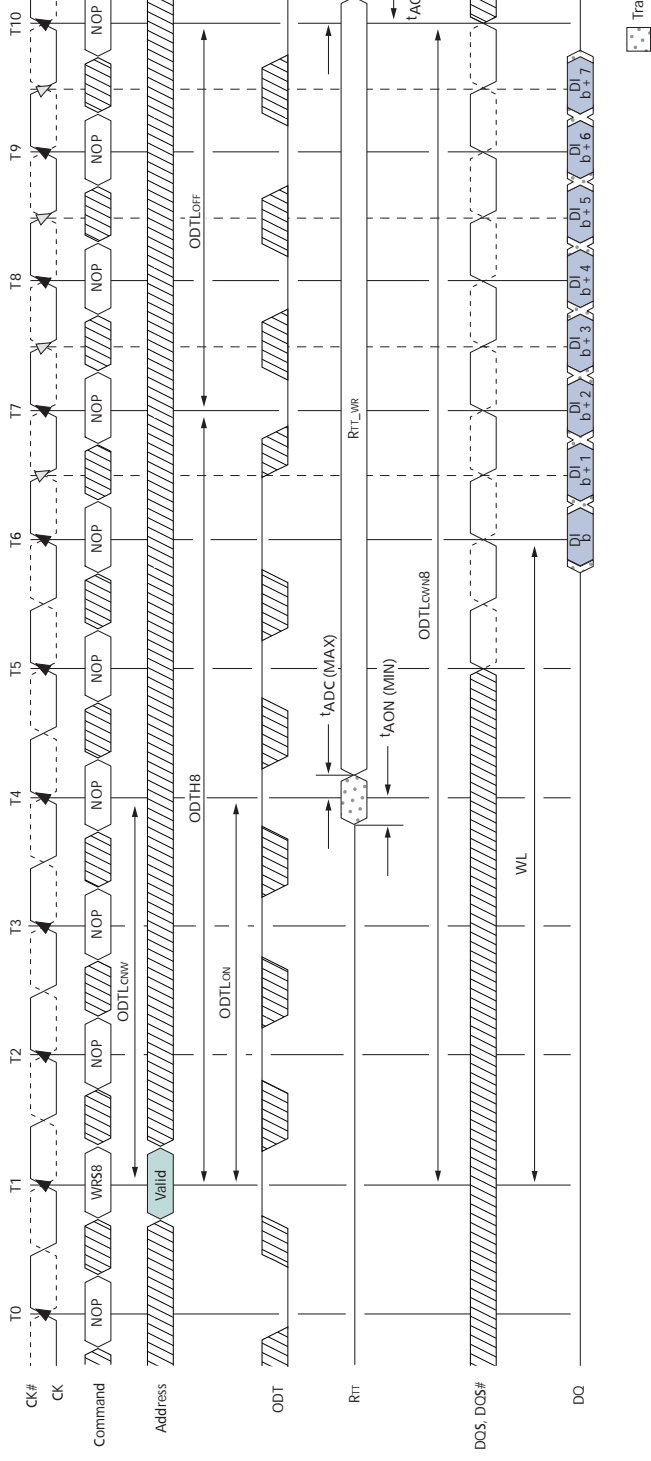 T0 T1 T2 T3 T4 T5 T6 T7 T8 T9 T10
CK#
CK
Command NOP WRS8 NOP NOP NOP NOP NOP NOP NOP NOP NOP
ODTLCNW
Address Valid
ODTH8 ODTLOFF
ODTLON
ODT
tADC (MAX)
RTT RTT_WR
tAON (MIN)
ODTLCWN8
DQS, DQS#
WL
DQ DI b DI b + 1 DI b + 2 DI b + 3 DI b + 4 DI b + 5 DI b + 6 DI b + 7